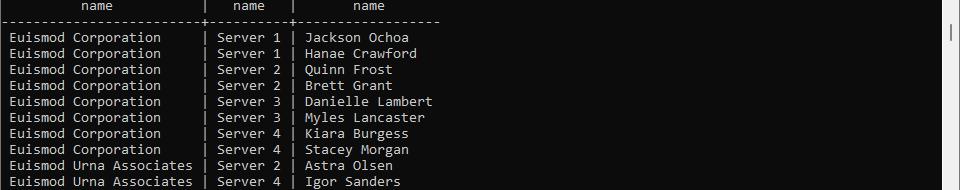 name | name | name
-------------------------+----------+------------------
Euismod Corporation | Server 1 | Jackson Ochoa
Euismod Corporation | Server 1 | Hanae Crawford
Euismod Corporation | Server 2 | Quinn Frost
Euismod Corporation | Server 2 | Brett Grant
Euismod Corporation | Server 3 | Danielle Lambert
Euismod Corporation | Server 3 | Myles Lancaster
Euismod Corporation | Server 4 | Kiara Burgess
Euismod Corporation | Server 4 | Stacey Morgan
Euismod Urna Associates | Server 2 | Astra Olsen
Euismod Urna Associates | Server 4 | Igor Sanders